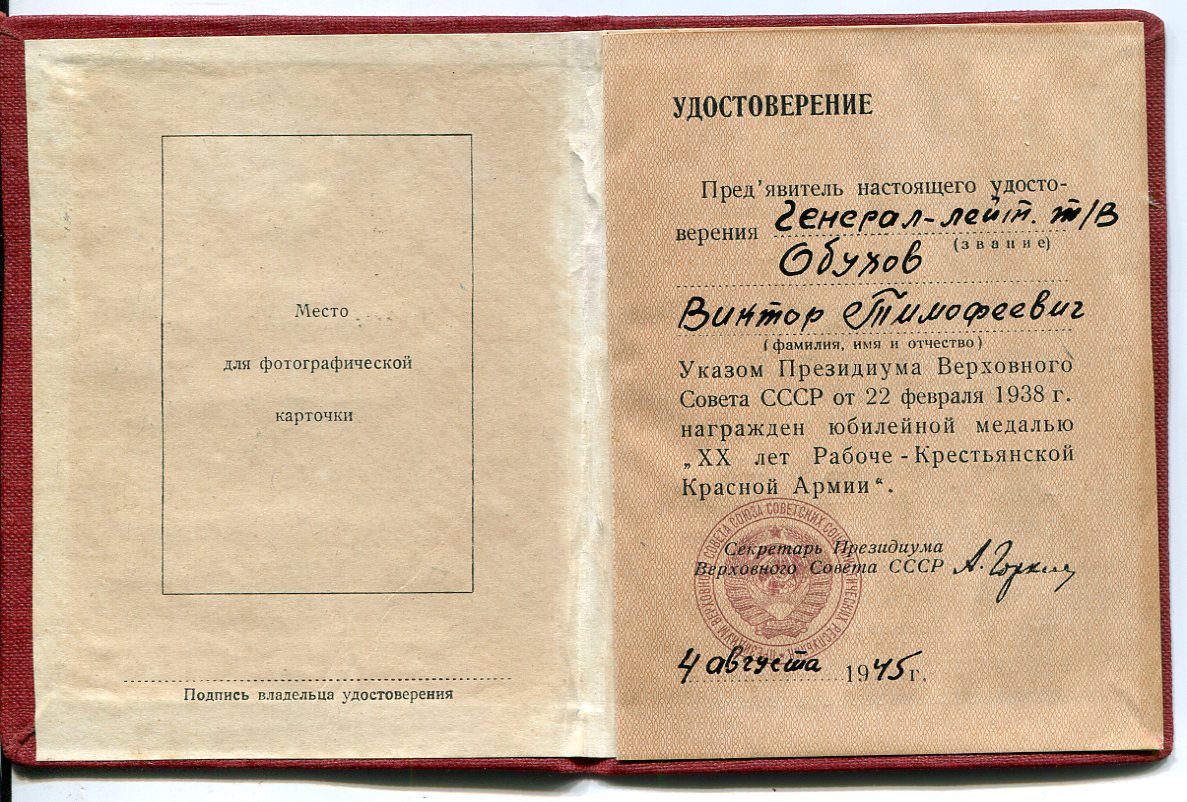 Место
для фотографической
карточки
Подпись владельца удостоверения
УДОСТОВЕРЕНИЕ
Пред'явитель настоящего удосто-
верения Генерал-лейт. т/в
(звание)
Обухов
Виктор Тимофеевич
(фамилия, имя и отчество)
Указом Президиума Верховного
Совета СССР от 22 февраля 1938 г.
награжден юбилейной медалью
„XX лет Рабоче-Крестьянской
Красной Армии“.
Секретарь Президиума
Верховного Совета СССР А. Горкин
4 августа 1945 г.